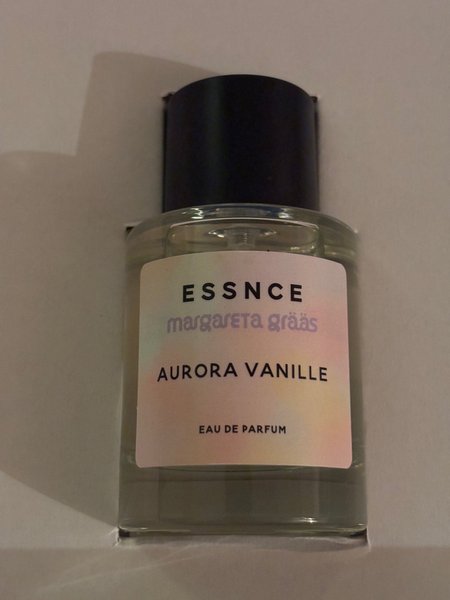 ESSNCE
margareta grääs
AURORA VANILLE
EAU DE PARFUM